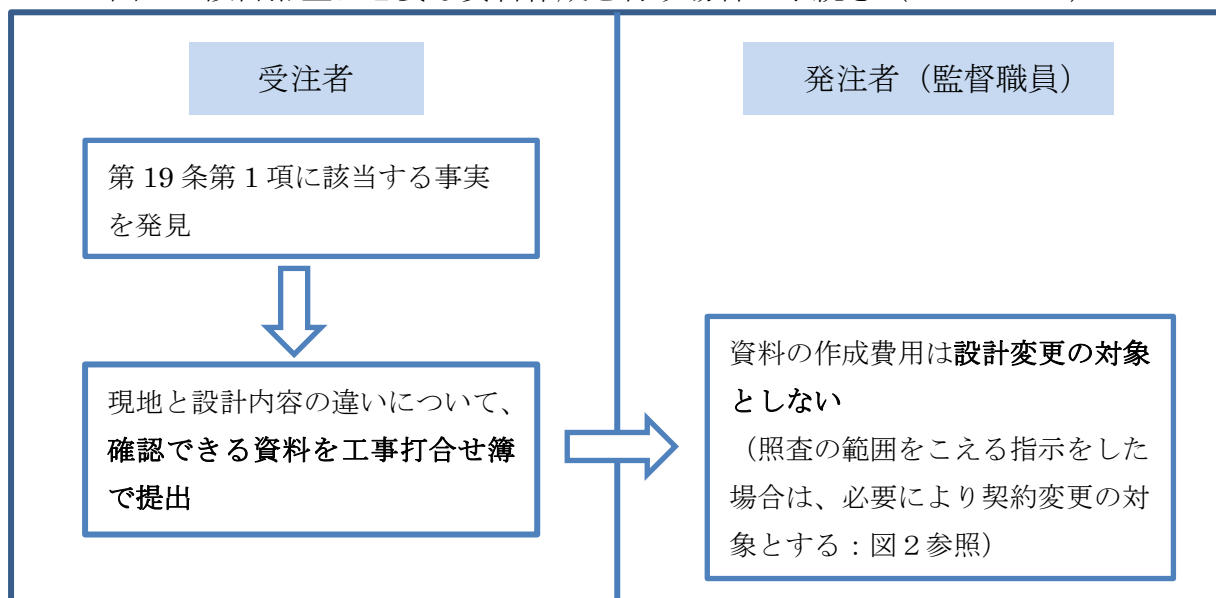 受注者
発注者（監督職員）
第 19 条第 1 項に該当する事実
を発見
現地と設計内容の違いについて、
確認できる資料を工事打合せ簿
で提出
資料の作成費用は設計変更の対象
としない
（照査の範囲をこえる指示をした
場合は、必要により契約変更の対
象とする：図２参照）